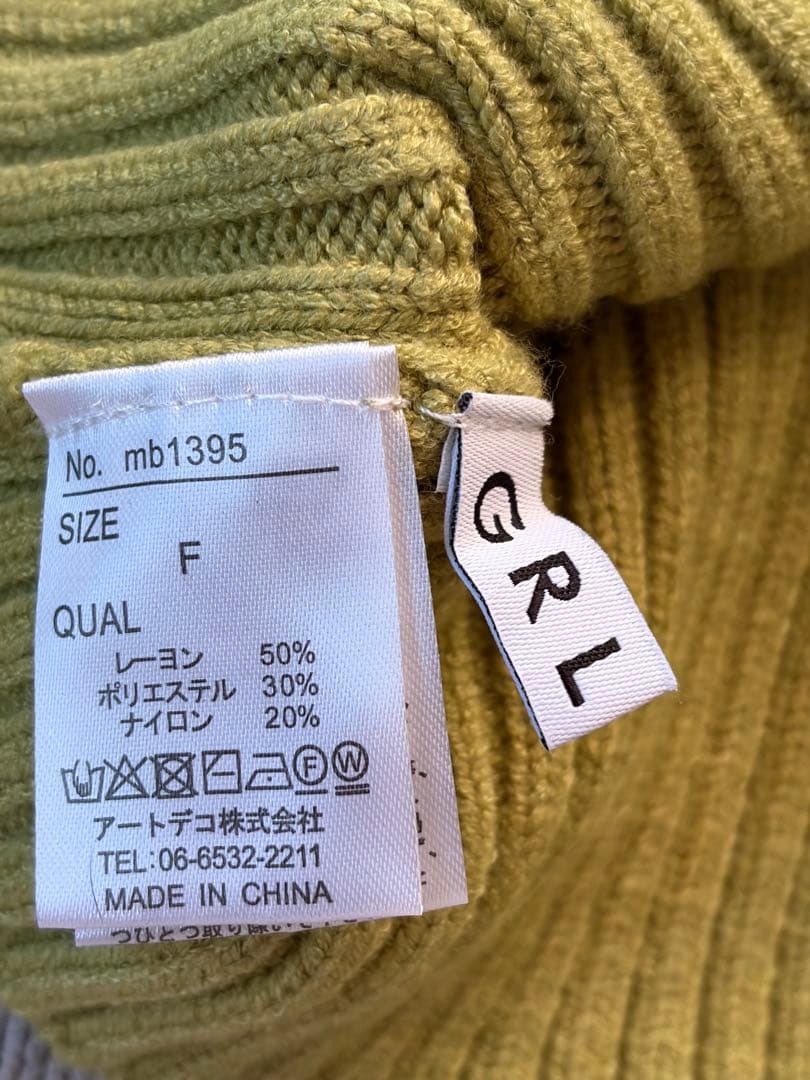 No. mb1395
SIZE
F
QUAL
レーヨン 50%
ポリエステル 30%
ナイロン 20%
F W
アートデコ株式会社
TEL:06-6532-2211
MADE IN CHINA
GRL